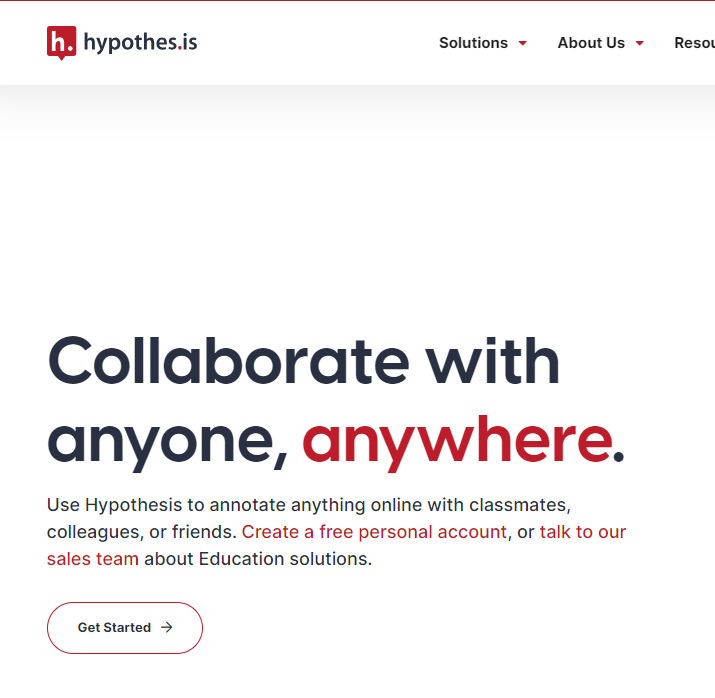 h. hypothes.is
Solutions About Us
Collaborate with
anyone, anywhere.
Use Hypothesis to annotate anything online with classmates,
colleagues, or friends. Create a free personal account, or talk to our
sales team about Education solutions.
Get Started →